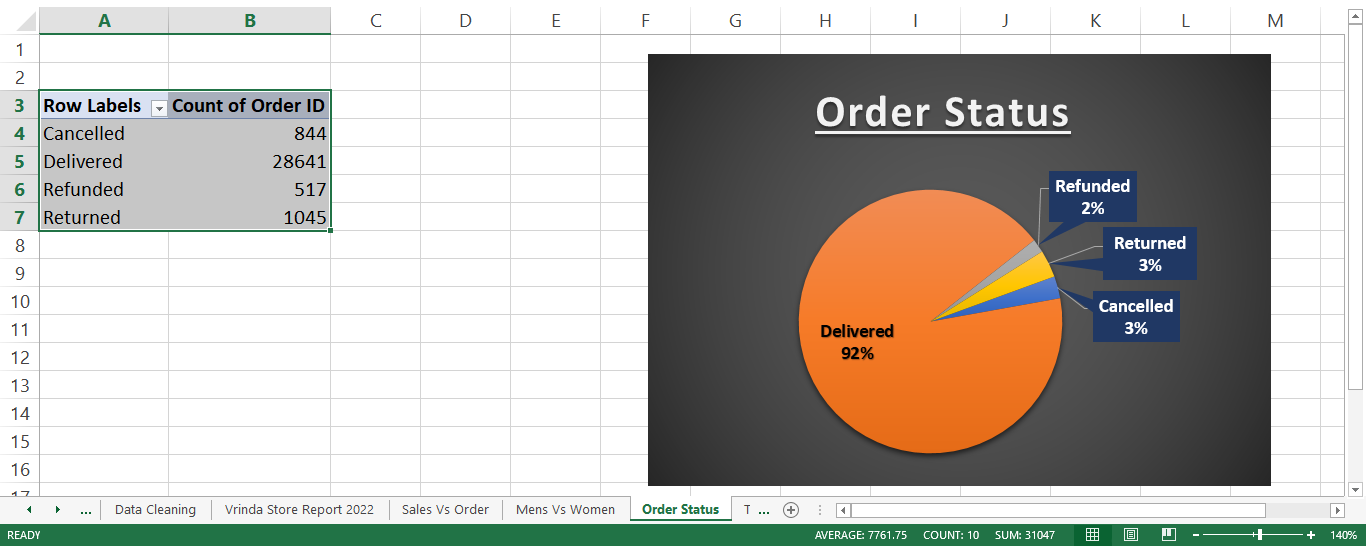 A B C D E F G H I J K L M
1
2
3 Row Labels Count of Order ID
4 Cancelled 844
5 Delivered 28641
6 Refunded 517
7 Returned 1045
8
9
10
11
12
13
14
15
16
17
Order Status
Refunded
2%
Returned
3%
Cancelled
3%
Delivered
92%
... Data Cleaning Vrinda Store Report 2022 Sales Vs Order Mens Vs Women Order Status T ...
READY AVERAGE: 7761.75 COUNT: 10 SUM: 31047 140%